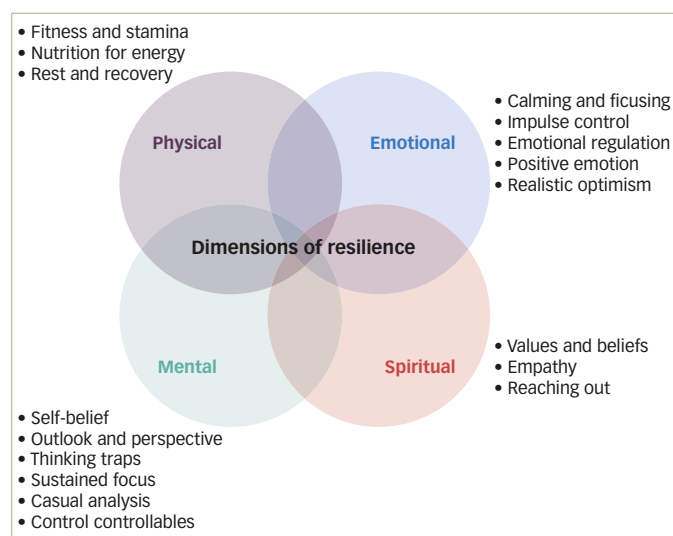 • Fitness and stamina
• Nutrition for energy
• Rest and recovery
Physical
Emotional
• Calming and ficusing
• Impulse control
• Emotional regulation
• Positive emotion
• Realistic optimism
Dimensions of resilience
Mental
Spiritual
• Values and beliefs
• Empathy
• Reaching out
• Self-belief
• Outlook and perspective
• Thinking traps
• Sustained focus
• Casual analysis
• Control controllables